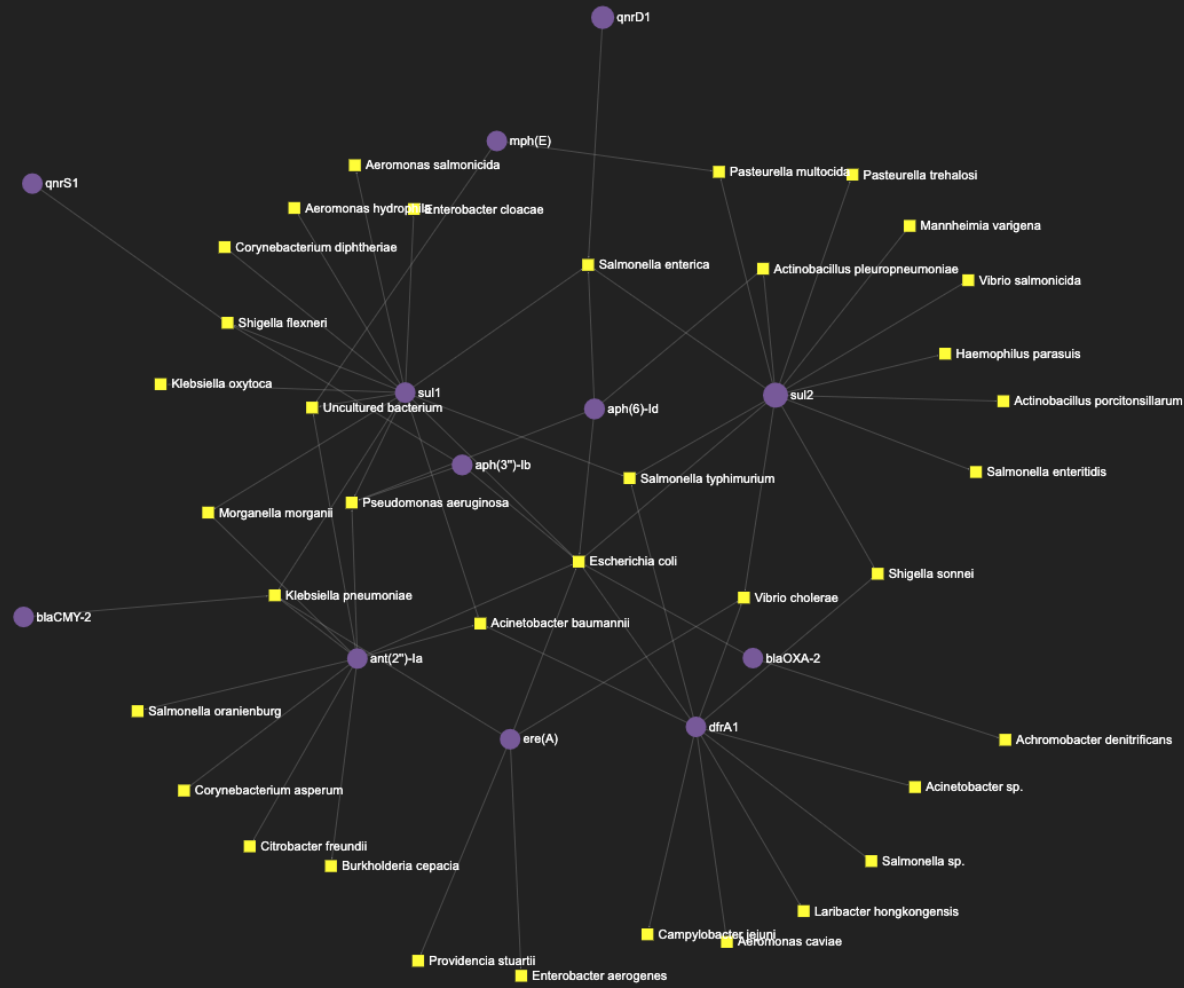 qnrD1
mph(E)
Aeromonas salmonicida
Pasteurella multocida
Pasteurella trehalosi
qnrS1
Aeromonas hydrophila
Enterobacter cloacae
Mannheimia varigena
Corynebacterium diphtheriae
Salmonella enterica
Actinobacillus pleuropneumoniae
Vibrio salmonicida
Shigella flexneri
Haemophilus parasuis
Klebsiella oxytoca
sul1
sul2
Actinobacillus porcitonsillarum
Uncultured bacterium
aph(6)-Id
aph(3")-Ib
Salmonella enteritidis
Salmonella typhimurium
Pseudomonas aeruginosa
Morganella morganii
Escherichia coli
Shigella sonnei
Klebsiella pneumoniae
Vibrio cholerae
blaCMY-2
Acinetobacter baumannii
ant(2")-Ia
blaOXA-2
Salmonella oranienburg
dfrA1
ere(A)
Achromobacter denitrificans
Acinetobacter sp.
Corynebacterium asperum
Citrobacter freundii
Salmonella sp.
Burkholderia cepacia
Laribacter hongkongensis
Campylobacter jejuni
Aeromonas caviae
Providencia stuartii
Enterobacter aerogenes